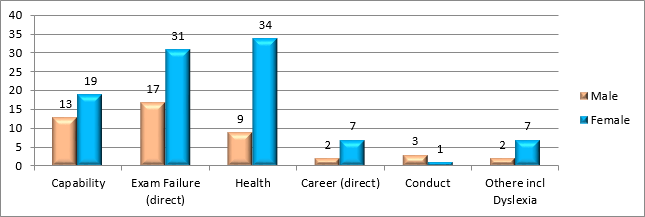 40
35
30
25
20
15
10
5
0
13
19
17
31
9
34
2
7
3
1
2
7
Capability
Exam Failure
(direct)
Health
Career (direct)
Conduct
Othere incl
Dyslexia
Male
Female